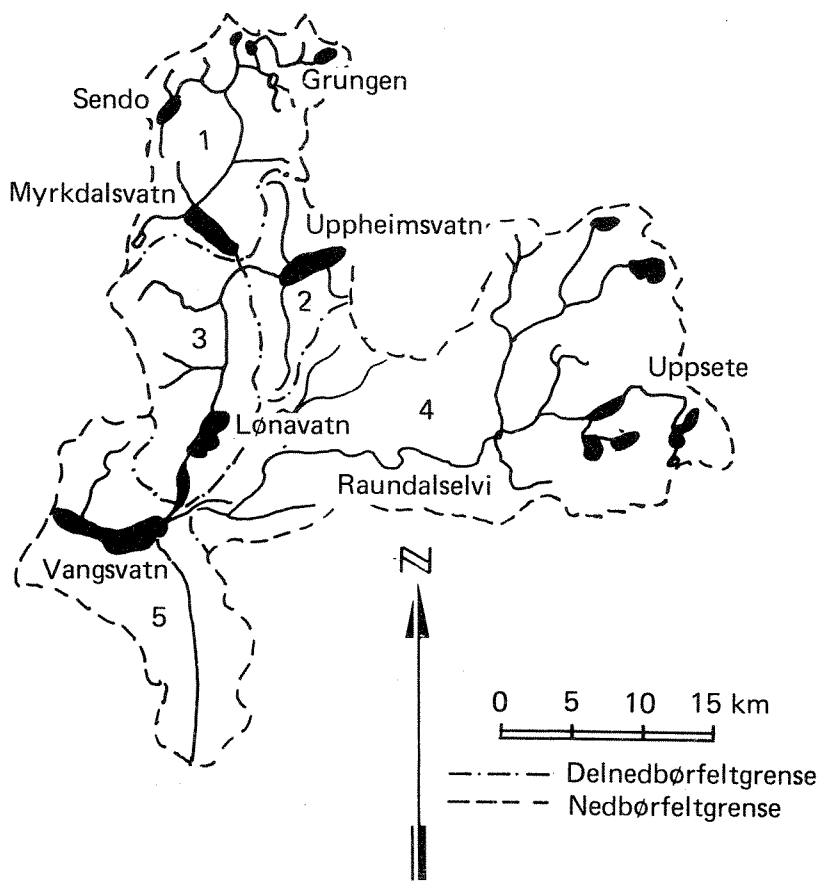 Grungen
Sendo
1
Myrkdalsvatn
Uppheimsvatn
2
3
Uppsete
4
Lønavatn
Raundalselvi
Vangsvatn
N
5
0 5 10 15 km
Delnedbørfeltgrense
Nedbørfeltgrense